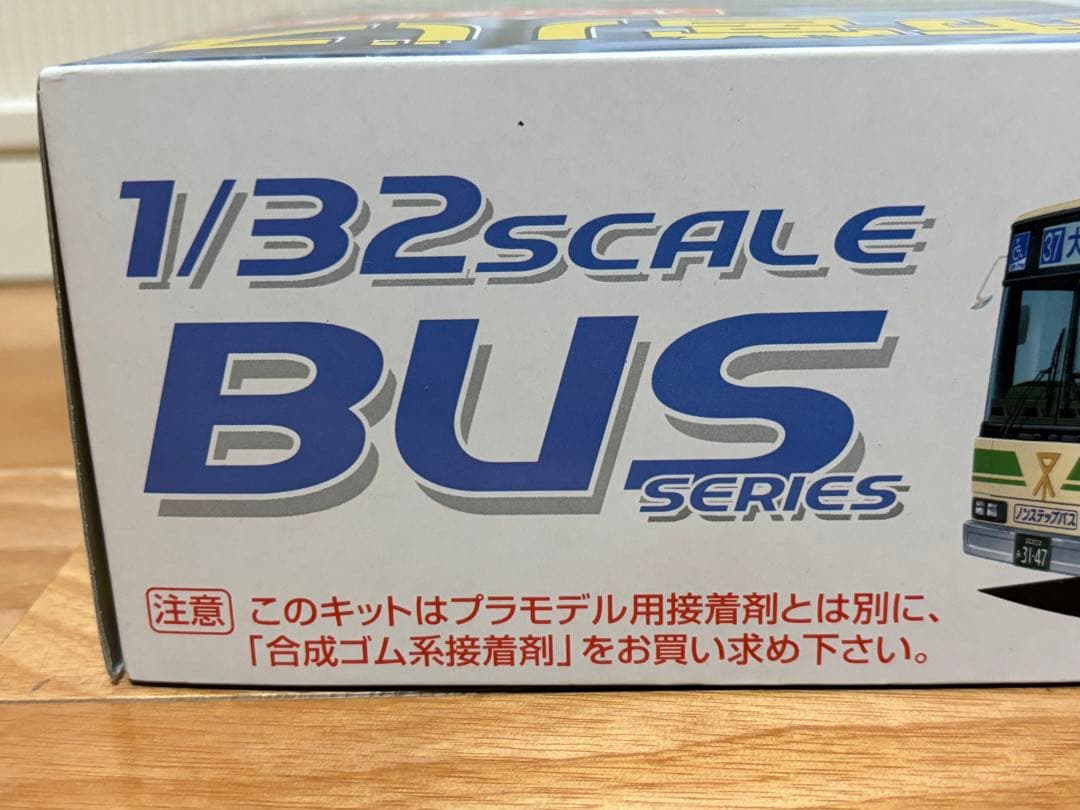 1/32SCALE
BUS
SERIES
37 大
ノンステップバス
31-47
注意 このキットはプラモデル用接着剤とは別に、
「合成ゴム系接着剤」をお買い求め下さい。